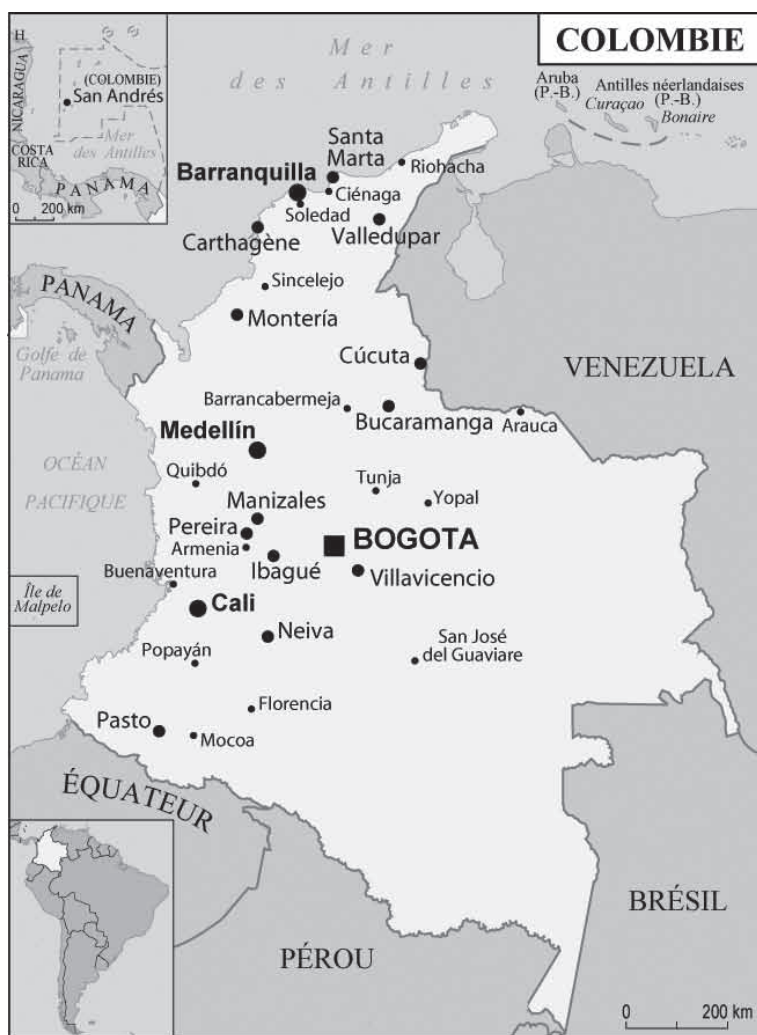 COLOMBIE
H
NICARAGUA
(COLOMBIE)
San Andrés
Mer
des Antilles
COSTA
RICA
PANAMA
0 200 km
Mer
des Antilles
Aruba
(P.-B.)
Antilles néerlandaises
(P.-B.)
Curaçao
Bonaire
Santa
Marta
Riohacha
Barranquilla
Ciénaga
Soledad
Carthagène
Valledupar
Sincelejo
PANAMA
Montería
Golfe de
Panama
Cúcuta
VENEZUELA
Barrancabermeja
Bucaramanga
Arauca
Medellín
OCÉAN
PACIFIQUE
Quibdó
Tunja
Yopal
Manizales
Pereira
Armenia
BOGOTA
Ibagué
Buenaventura
Villavicencio
Île de
Malpelo
Cali
Neiva
San José
del Guaviare
Popayán
Florencia
Pasto
Mocoa
ÉQUATEUR
BRÉSIL
PÉROU
0 200 km